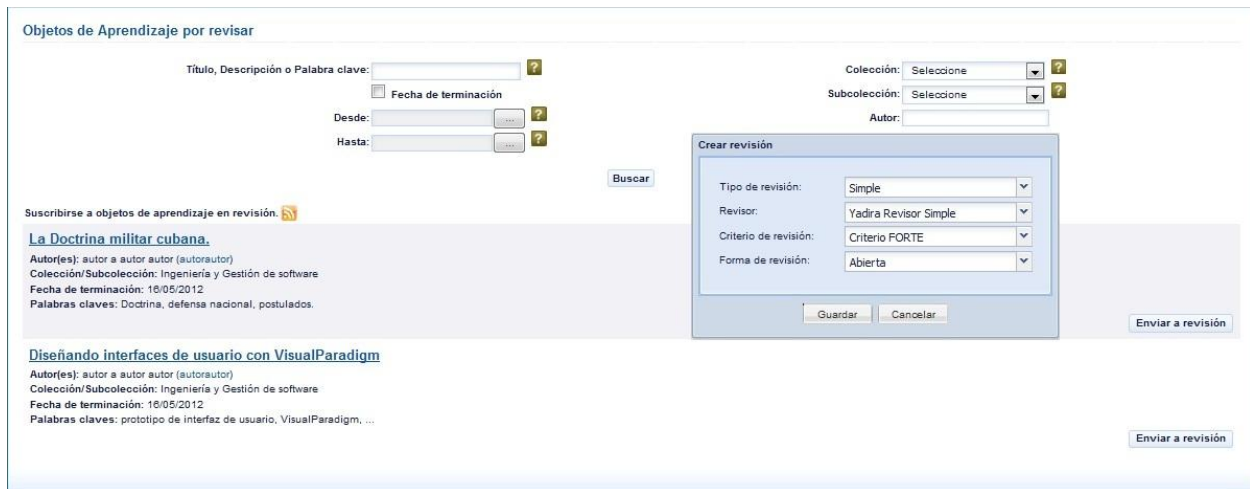 Objetos de Aprendizaje por revisar
Título, Descripción o Palabra clave: ?
Colección: Seleccione ?
Fecha de terminación
Subcolección: Seleccione ?
Desde: ... ?
Autor:
Hasta: ... ?
Buscar
Crear revisión
Tipo de revisión: Simple
Revisor: Yadira Revisor Simple
Criterio de revisión: Criterio FORTE
Forma de revisión: Abierta
Guardar Cancelar
Suscribirse a objetos de aprendizaje en revisión.
La Doctrina militar cubana.
Autor(es): autor a autor autor (autorautor)
Colección/Subcolección: Ingeniería y Gestión de software
Fecha de terminación: 16/05/2012
Palabras claves: Doctrina, defensa nacional, postulados.
Enviar a revisión
Diseñando interfaces de usuario con VisualParadigm
Autor(es): autor a autor autor (autorautor)
Colección/Subcolección: Ingeniería y Gestión de software
Fecha de terminación: 16/05/2012
Palabras claves: prototipo de interfaz de usuario, VisualParadigm, ...
Enviar a revisión